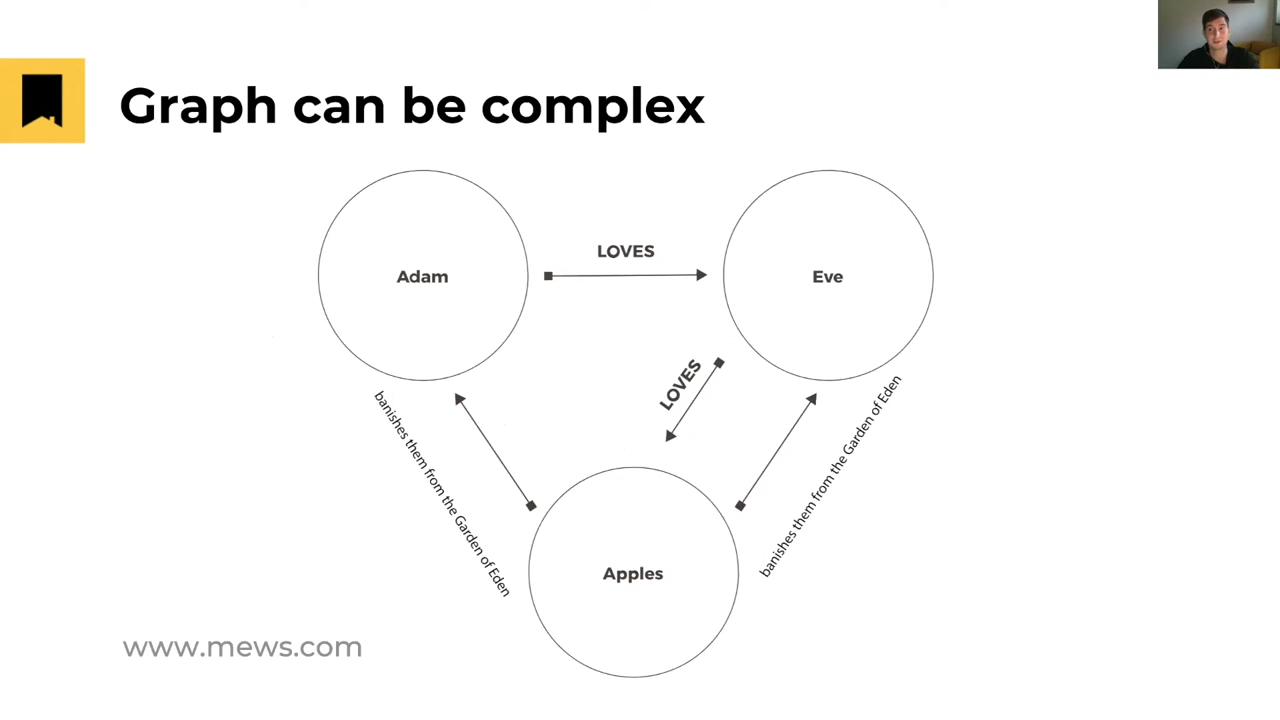 Graph can be complex
LOVES
Adam
Eve
LOVES
banishes them from the Garden of Eden
banishes them from the Garden of Eden
Apples
www.mews.com